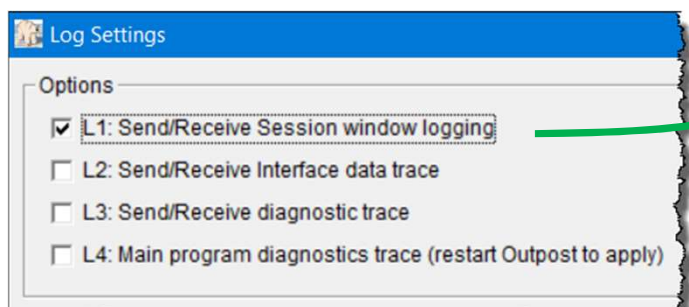 Log Settings
Options
L1: Send/Receive Session window logging
L2: Send/Receive Interface data trace
L3: Send/Receive diagnostic trace
L4: Main program diagnostics trace (restart Outpost to apply)